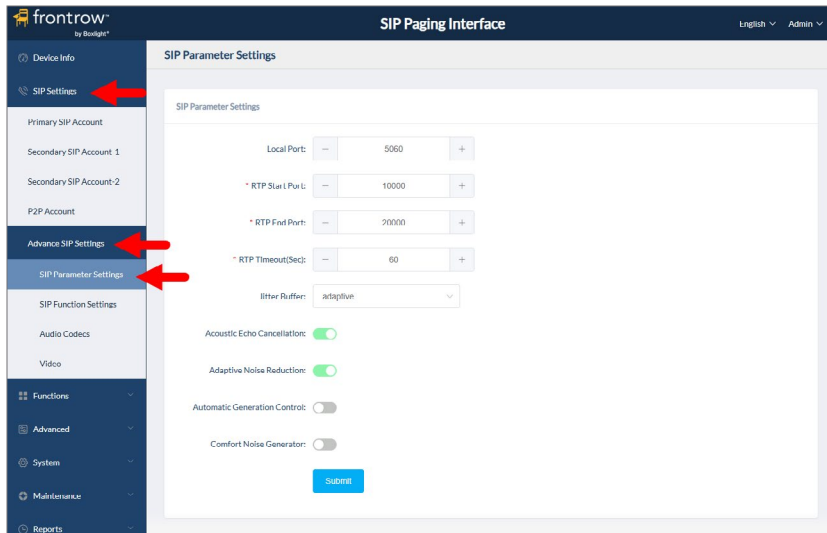 frontrow™
by Boxlight®
SIP Paging Interface
English
Admin
Device Info
SIP Settings
Primary SIP Account
Secondary SIP Account 1
Secondary SIP Account-2
P2P Account
Advance SIP Settings
SIP Parameter Settings
SIP Function Settings
Audio Codecs
Video
Functions
Advanced
System
Maintenance
Reports
SIP Parameter Settings
SIP Parameter Settings
Local Port: − 5060 +
* RTP Start Port: − 10000 +
* RTP End Port: − 20000 +
* RTP Timeout(Sec): − 60 +
Jitter Buffer: adaptive
Acoustic Echo Cancellation:
Adaptive Noise Reduction:
Automatic Generation Control:
Comfort Noise Generator:
Submit